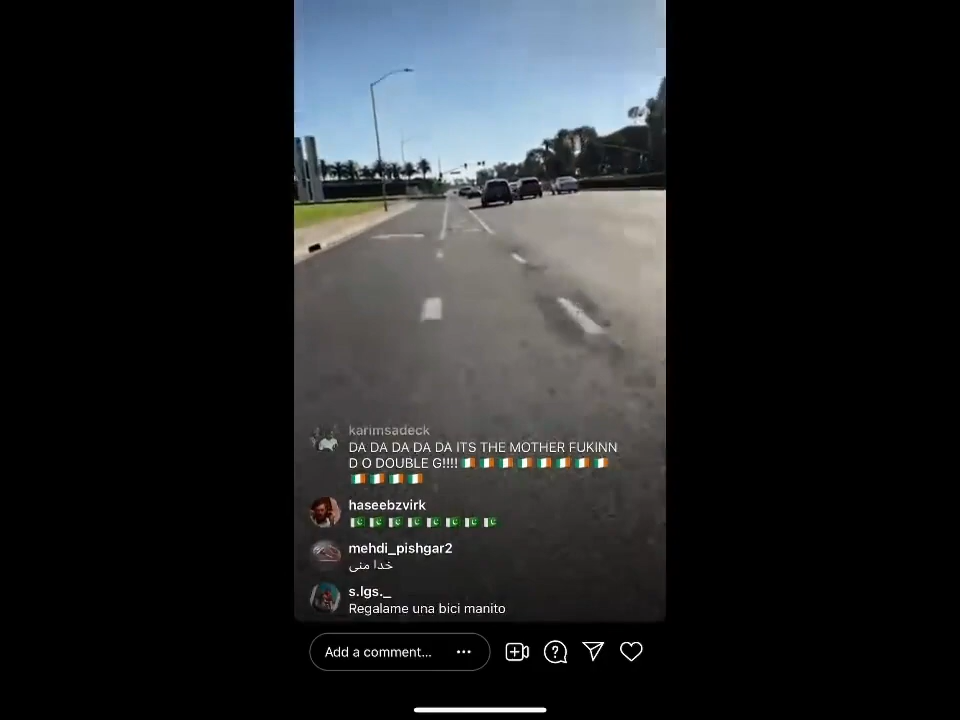 karimsadeck
DA DA DA DA DA ITS THE MOTHER FUKINN
D O DOUBLE G!!!! 🇨🇮🇨🇮🇨🇮🇨🇮🇨🇮🇨🇮🇨🇮🇨🇮
🇨🇮🇨🇮🇨🇮🇨🇮
haseebzvirk
🇵🇰🇵🇰🇵🇰🇵🇰🇵🇰🇵🇰🇵🇰🇵🇰
mehdi_pishgar2
خدا منی
s.lgs._
Regalame una bici manito
Add a comment...